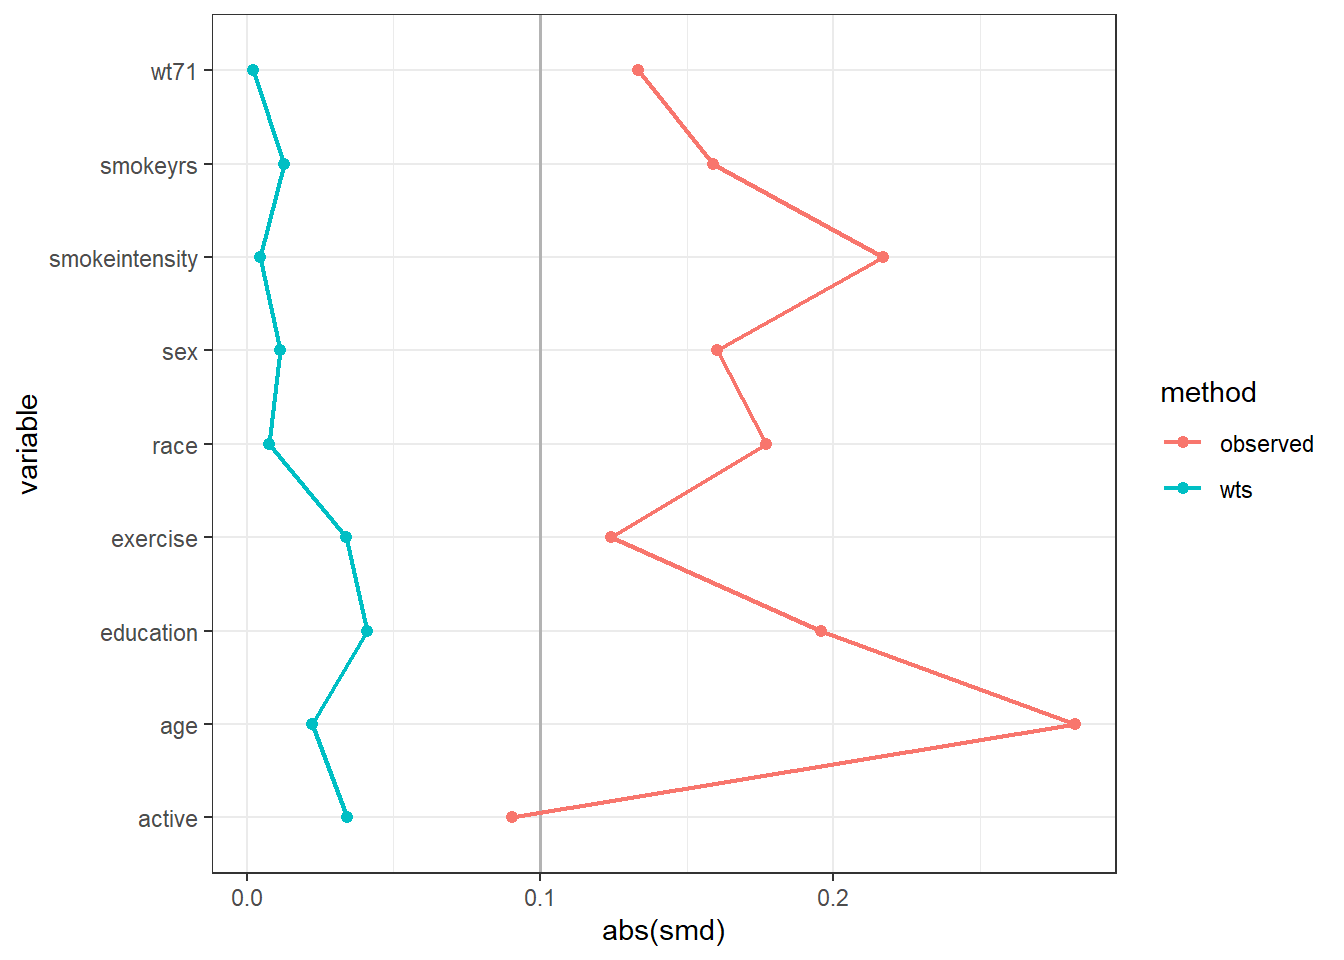 wt71
smokeyrs
smokeintensity
sex
race
exercise
education
age
active
variable
0.0
0.1
0.2
abs(smd)
method
observed
wts